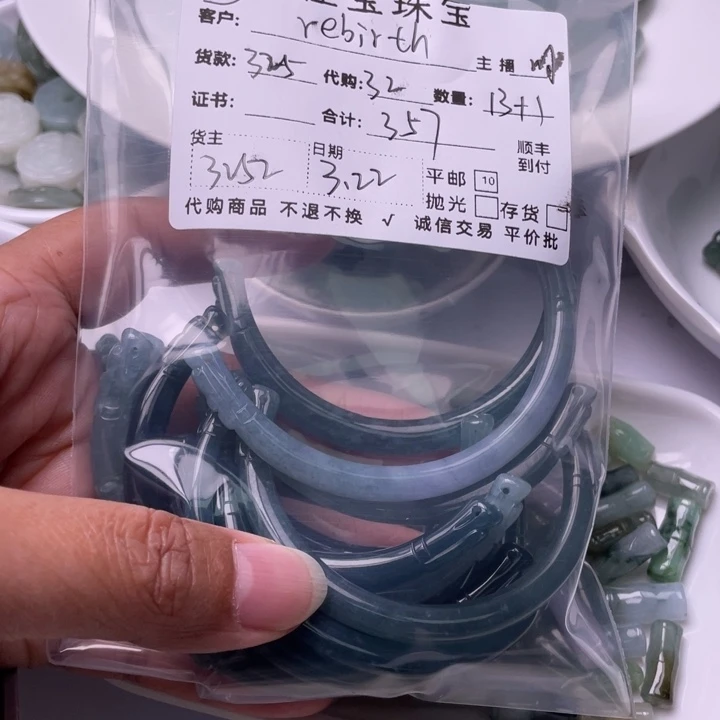 宝珠宝
客户: rebirth
货款: 325 代购: 32 主播
数量: 13+1
证书: 合计: 357 顺丰到付
货主 3252 日期 3.22
平邮 10
抛光 存货
代购商品 不退不换 √ 诚信交易 平价批